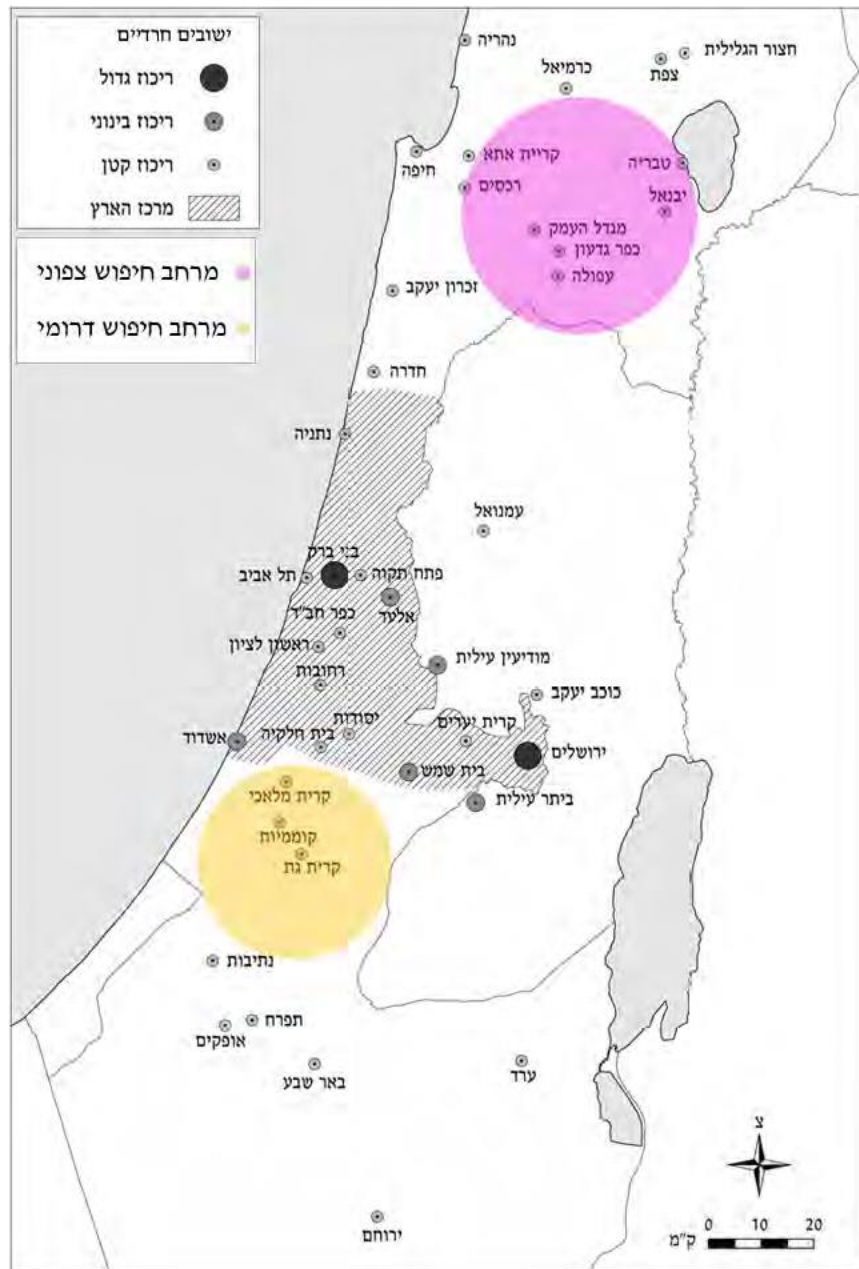 ישובים חרדיים
ריכוז גדול
ריכוז בינוני
ריכוז קטן
מרכז הארץ
מרחב חיפוש צפוני
מרחב חיפוש דרומי
נהריה
חצור הגלילית
צפת
כרמיאל
קריית אתא
חיפה
טבריה
רכסים
יבנאל
מגדל העמק
כפר גדעון
עפולה
זכרון יעקב
חדרה
נתניה
עמנואל
בני ברק
פתח תקוה
תל אביב
אלעד
כפר חב"ד
ראשון לציון
מודיעין עילית
רחובות
כוכב יעקב
יסודות
קרית יערים
אשדוד
בית חלקיה
ירושלים
בית שמש
קרית מלאכי
ביתר עילית
קוממיות
קרית גת
נתיבות
תפרח
אופקים
באר שבע
ערד
צ
ירוחם
0 10 20
ק"מ